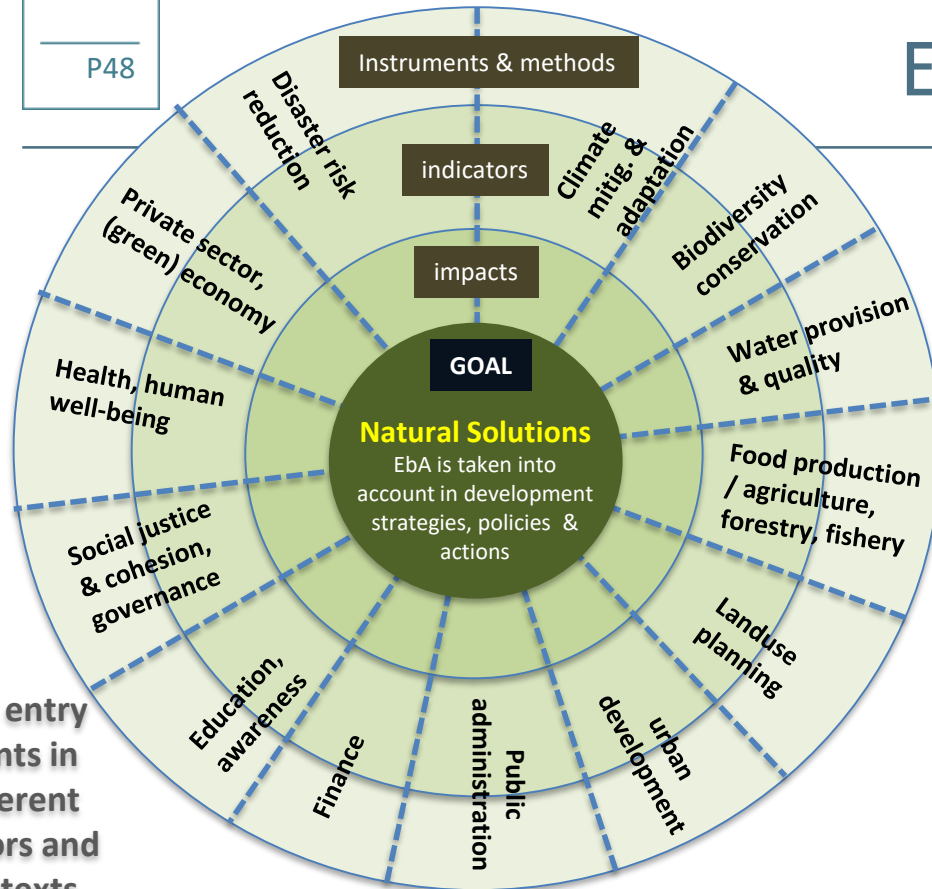 P48
E
Instruments & methods
indicators
impacts
GOAL
Natural Solutions
EbA is taken into
account in development
strategies, policies &
actions
Disaster risk
reduction
Climate
mitig. &
adaptation
Biodiversity
conservation
Water provision
& quality
Food production
/ agriculture,
forestry, fishery
Landuse
planning
urban
development
Public
administration
Finance
Education,
awareness
Social justice
& cohesion,
governance
Health, human
well-being
Private sector,
(green) economy
entry
nts in
erent
ors and
texts